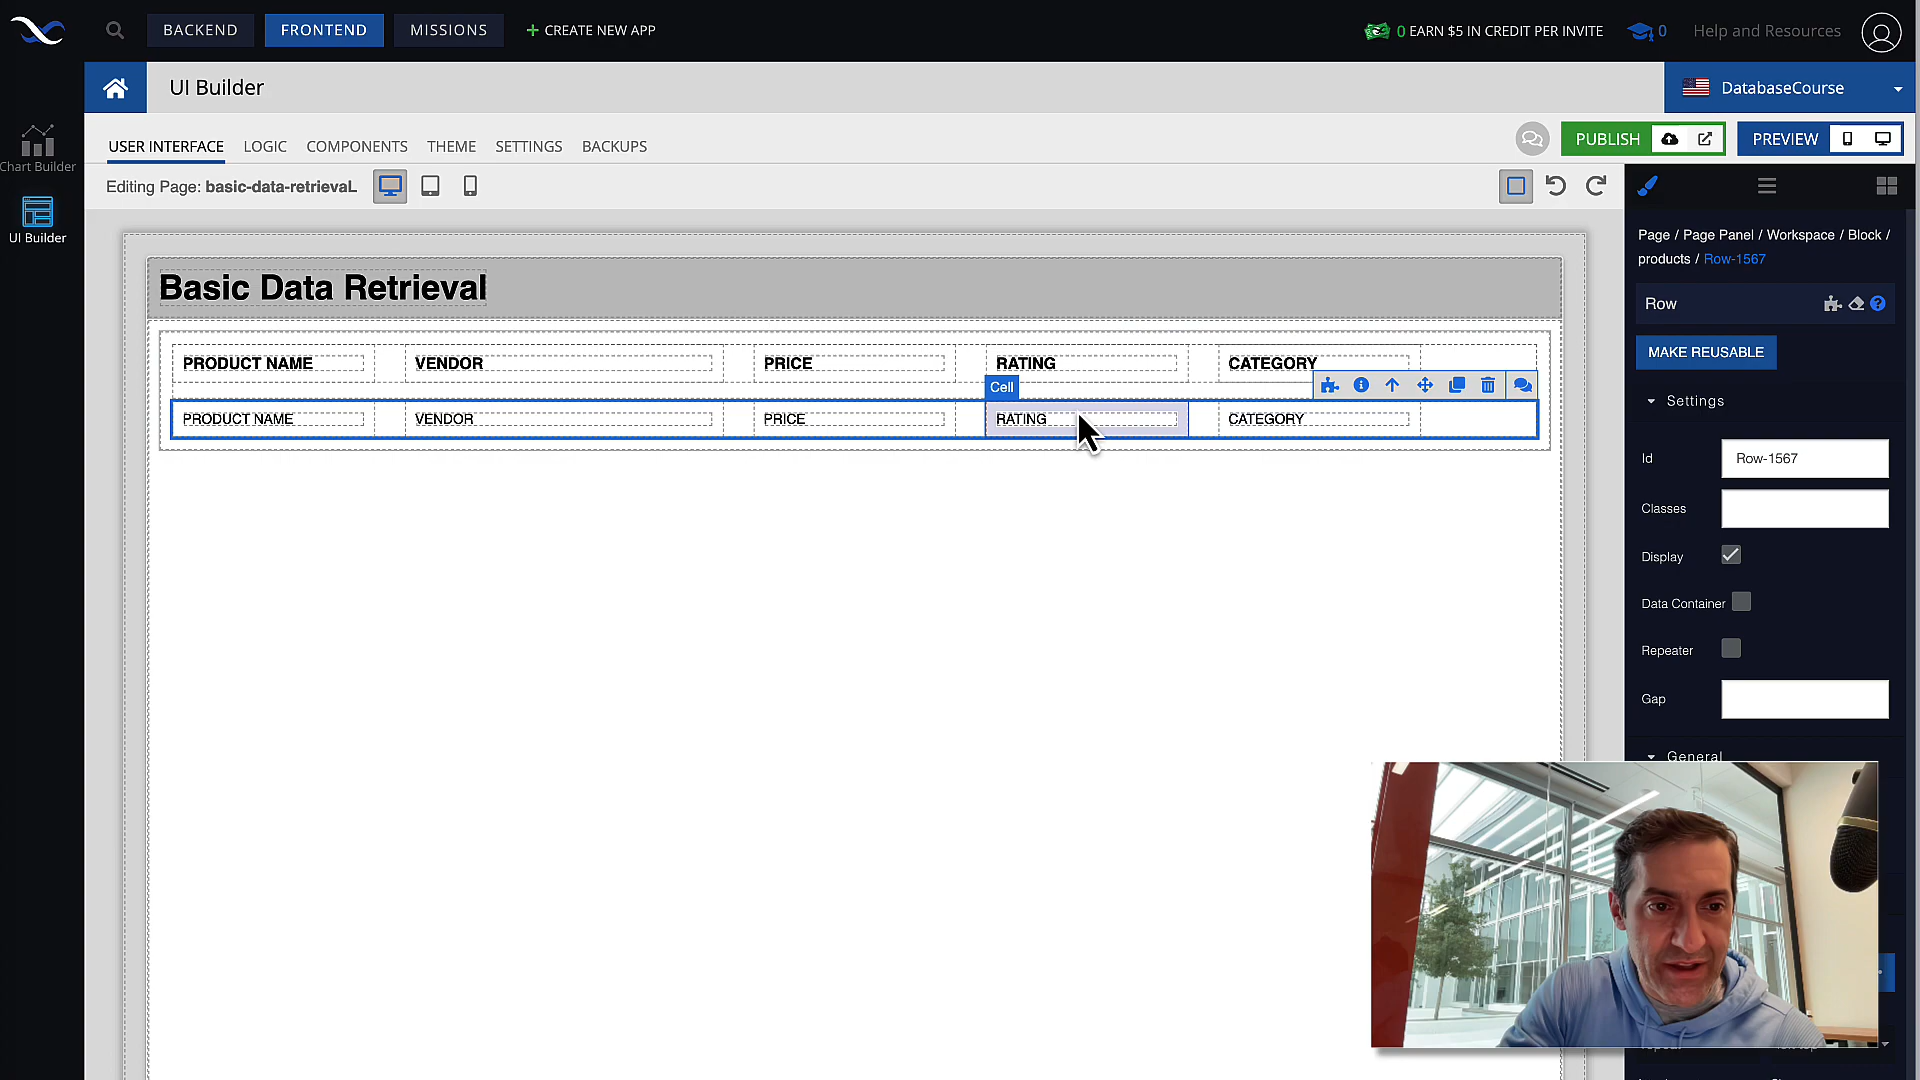 BACKEND
FRONTEND
MISSIONS
+ CREATE NEW APP
0 EARN $5 IN CREDIT PER INVITE
0
Help and Resources
UI Builder
DatabaseCourse
Chart Builder
UI Builder
USER INTERFACE
LOGIC
COMPONENTS
THEME
SETTINGS
BACKUPS
PUBLISH
PREVIEW
Editing Page: basic-data-retrievaL
Page / Page Panel / Workspace / Block /
products / Row-1567
Basic Data Retrieval
Row
MAKE REUSABLE
PRODUCT NAME
VENDOR
PRICE
RATING
CATEGORY
Cell
PRODUCT NAME
VENDOR
PRICE
RATING
CATEGORY
Settings
Id
Row-1567
Classes
Display
Data Container
Repeater
Gap
General